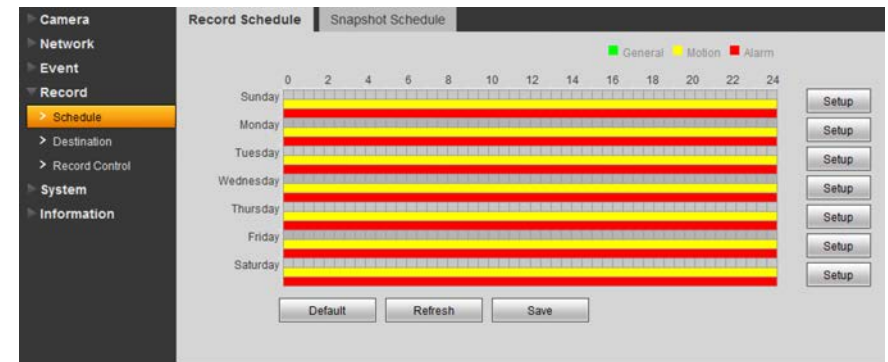 Camera
Network
Event
Record
> Schedule
> Destination
> Record Control
System
Information
Record Schedule Snapshot Schedule
General Motion Alarm
0 2 4 6 8 10 12 14 16 18 20 22 24
Sunday Setup
Monday Setup
Tuesday Setup
Wednesday Setup
Thursday Setup
Friday Setup
Saturday Setup
Default Refresh Save